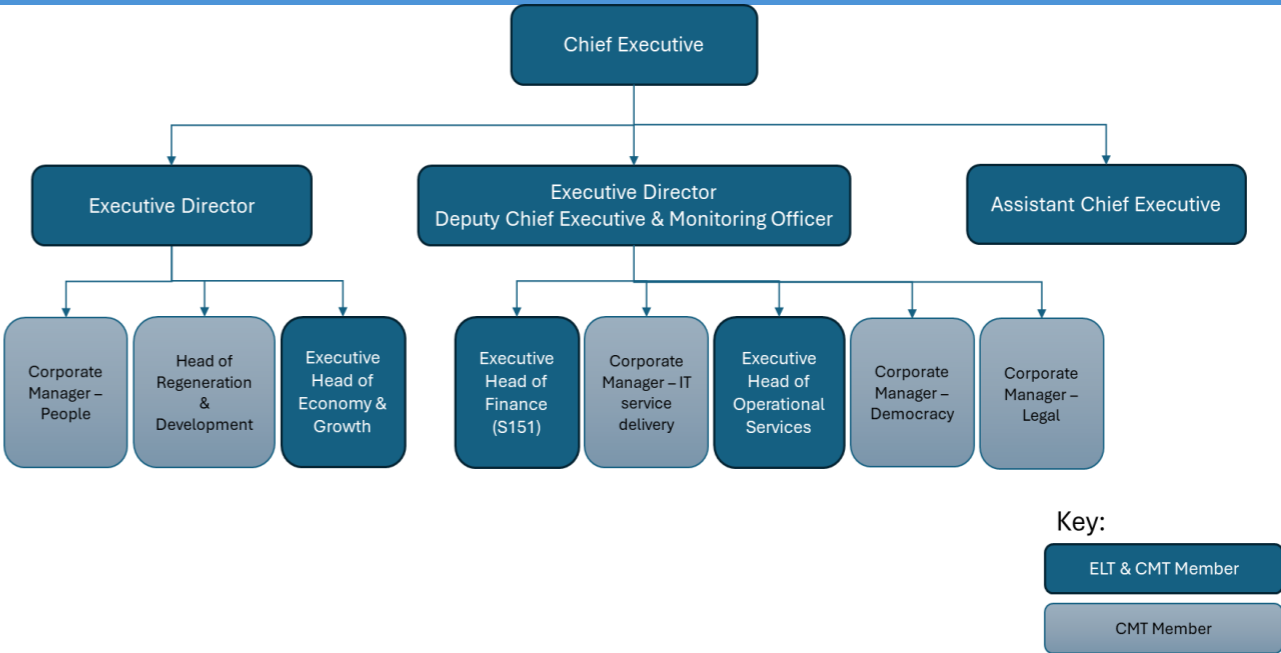 Chief Executive
Executive Director
Executive Director
Deputy Chief Executive & Monitoring Officer
Assistant Chief Executive
Corporate
Manager –
People
Head of
Regeneration
&
Development
Executive
Head of
Economy &
Growth
Executive
Head of
Finance
(S151)
Corporate
Manager – IT
service
delivery
Executive
Head of
Operational
Services
Corporate
Manager –
Democracy
Corporate
Manager –
Legal
Key:
ELT & CMT Member
CMT Member